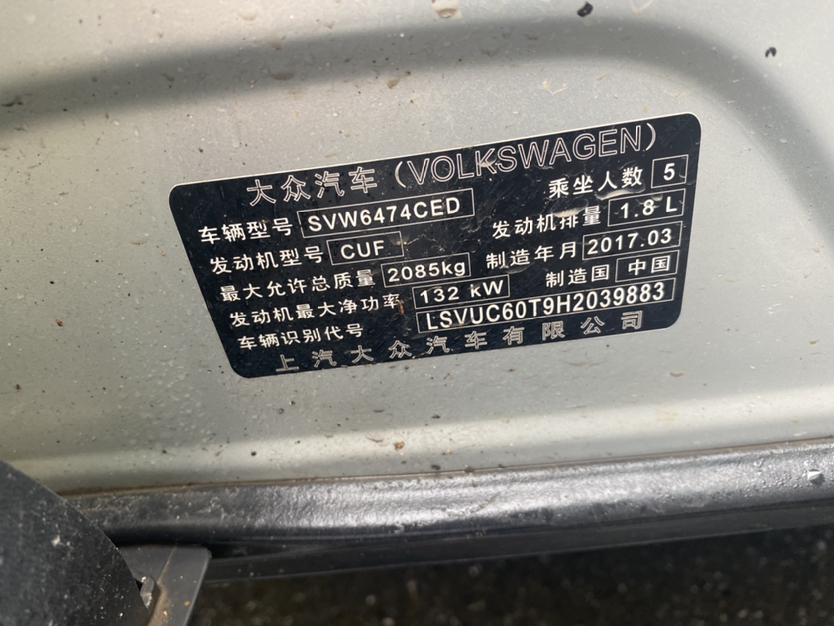 大众汽车（VOLKSWAGEN）
车辆型号 SVW6474CED 乘坐人数 5
发动机型号 CUF 发动机排量 1.8 L
最大允许总质量 2085kg 制造年月 2017.03
发动机最大净功率 132 kW 制造国 中国
车辆识别代号 LSVUC60T9H2039883
上汽大众汽车有限公司